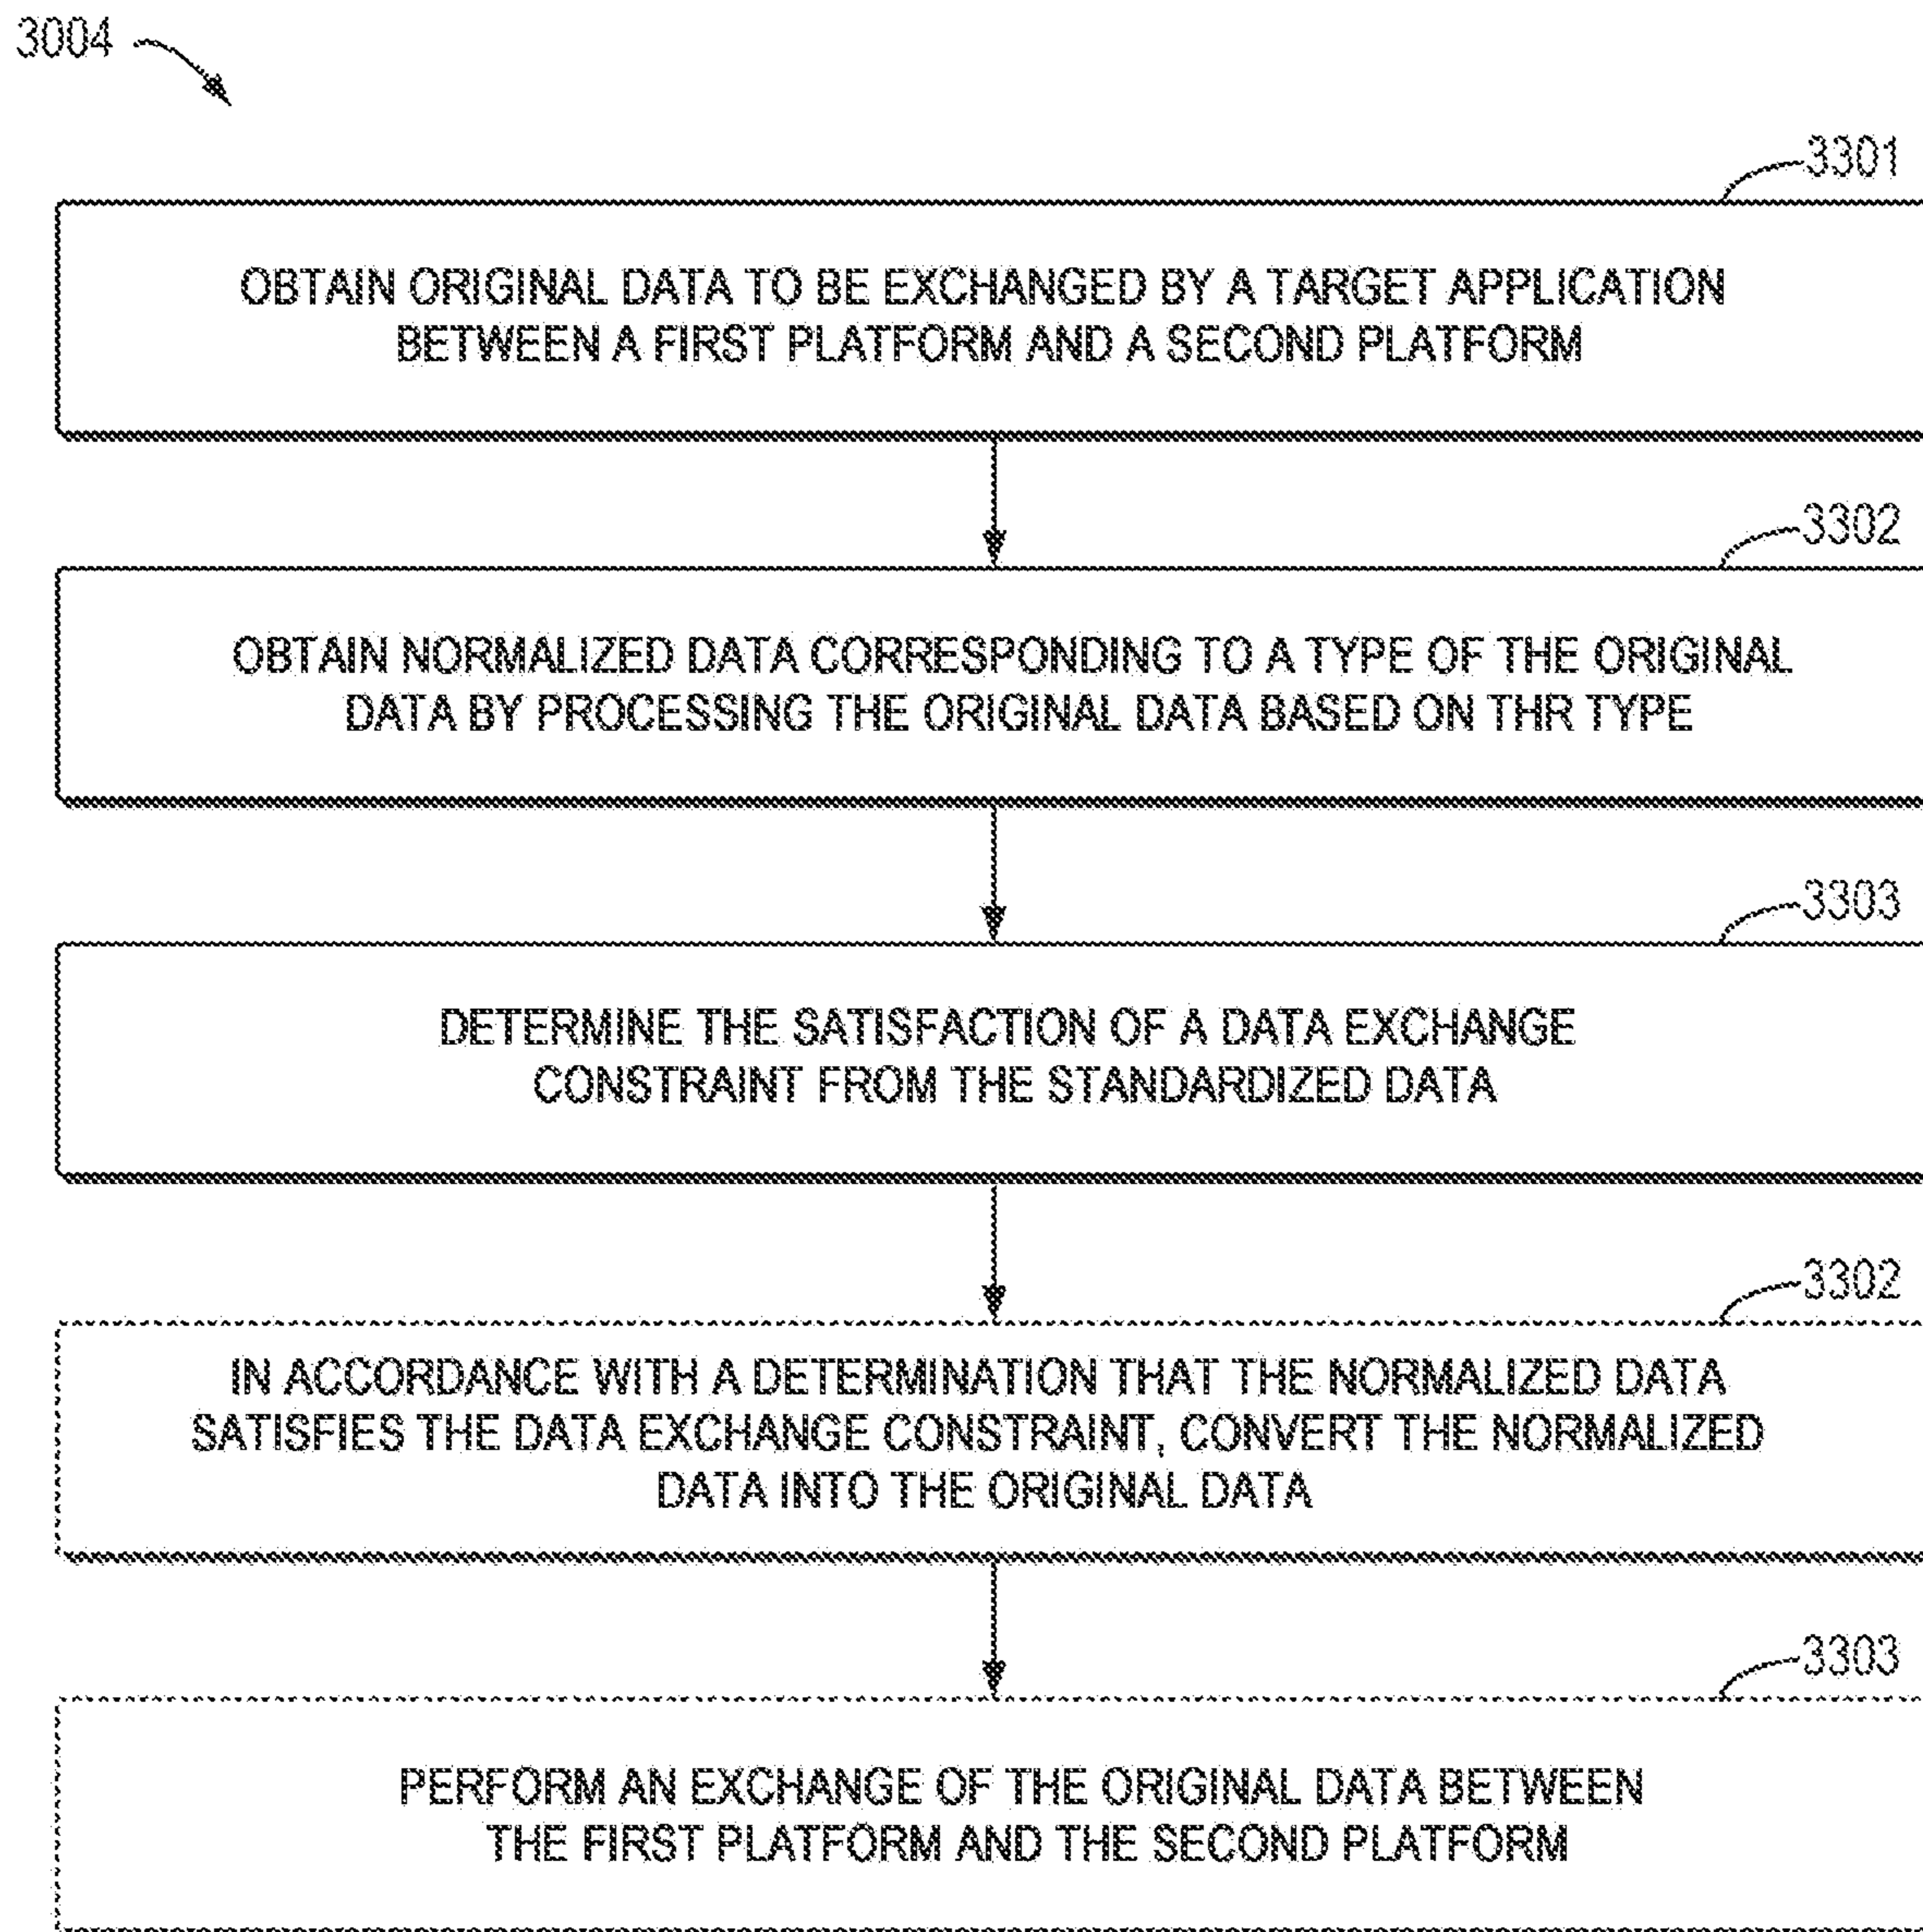 3004
3301
OBTAIN ORIGINAL DATA TO BE EXCHANGED BY A TARGET APPLICATION
BETWEEN A FIRST PLATFORM AND A SECOND PLATFORM
3302
OBTAIN NORMALIZED DATA CORRESPONDING TO A TYPE OF THE ORIGINAL
DATA BY PROCESSING THE ORIGINAL DATA BASED ON THR TYPE
3303
DETERMINE THE SATISFACTION OF A DATA EXCHANGE
CONSTRAINT FROM THE STANDARDIZED DATA
3302
IN ACCORDANCE WITH A DETERMINATION THAT THE NORMALIZED DATA
SATISFIES THE DATA EXCHANGE CONSTRAINT, CONVERT THE NORMALIZED
DATA INTO THE ORIGINAL DATA
3303
PERFORM AN EXCHANGE OF THE ORIGINAL DATA BETWEEN
THE FIRST PLATFORM AND THE SECOND PLATFORM